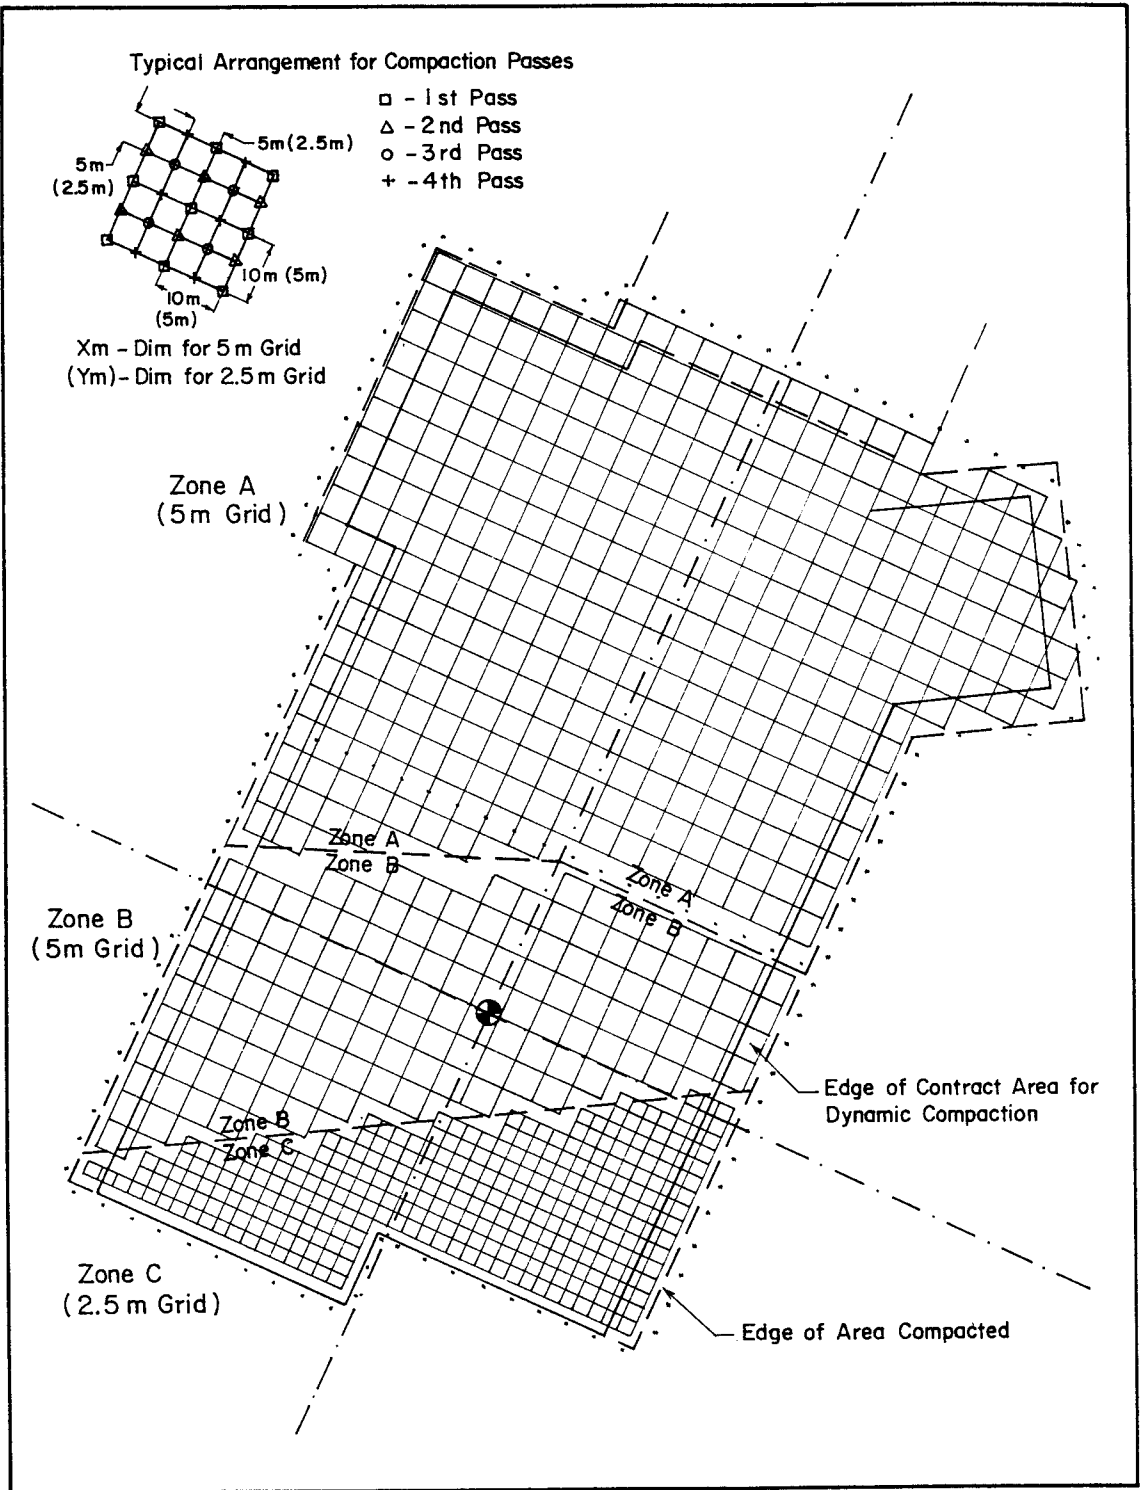 Typical Arrangement for Compaction Passes
□ - 1st Pass
△ - 2nd Pass
○ - 3rd Pass
+ - 4th Pass
5m (2.5m)
5m
(2.5m)
10m (5m)
10m
(5m)
Xm - Dim for 5m Grid
(Ym) - Dim for 2.5m Grid
Zone A
(5m Grid)
Zone A
Zone B
Zone A
Zone B
Zone B
(5m Grid)
Edge of Contract Area for
Dynamic Compaction
Zone B
Zone C
Zone C
(2.5m Grid)
Edge of Area Compacted